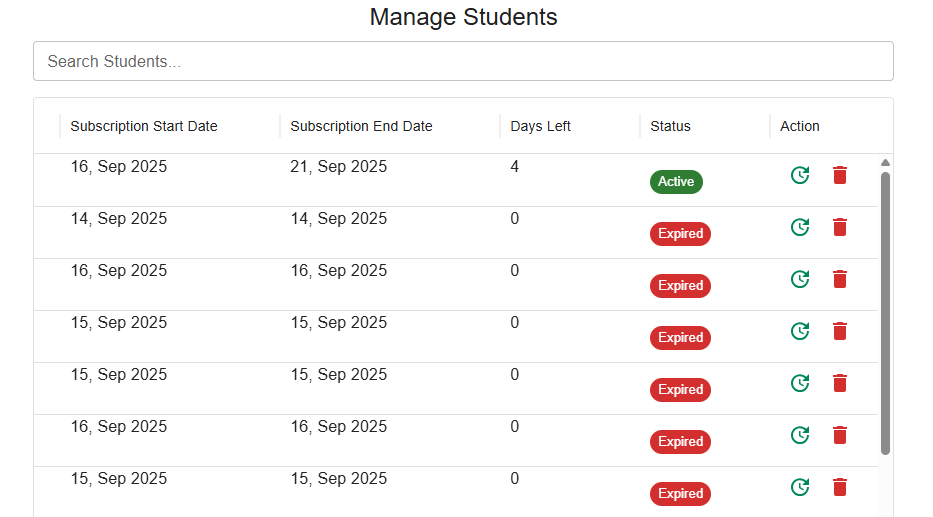 Manage Students
Search Students...
Subscription Start Date Subscription End Date Days Left Status Action
16, Sep 2025 21, Sep 2025 4 Active
14, Sep 2025 14, Sep 2025 0 Expired
16, Sep 2025 16, Sep 2025 0 Expired
15, Sep 2025 15, Sep 2025 0 Expired
15, Sep 2025 15, Sep 2025 0 Expired
16, Sep 2025 16, Sep 2025 0 Expired
15, Sep 2025 15, Sep 2025 0 Expired